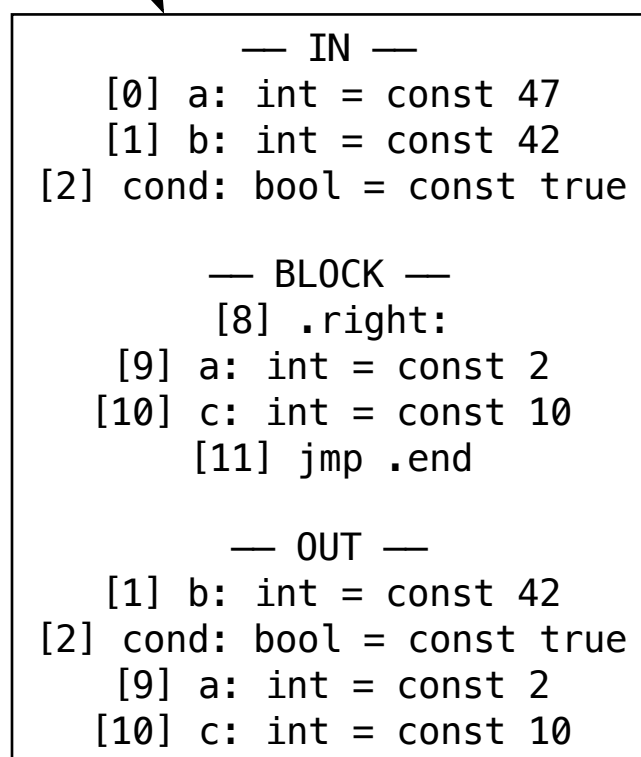 — IN —
[0] a: int = const 47
[1] b: int = const 42
[2] cond: bool = const true
— BLOCK —
[8] .right:
[9] a: int = const 2
[10] c: int = const 10
[11] jmp .end
— OUT —
[1] b: int = const 42
[2] cond: bool = const true
[9] a: int = const 2
[10] c: int = const 10